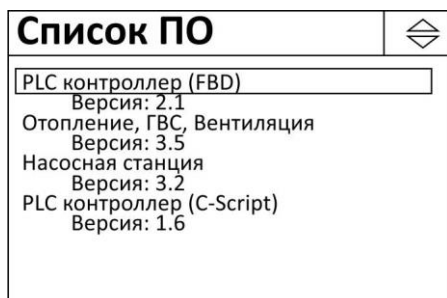 Список ПО
PLC контроллер (FBD)
Версия: 2.1
Отопление, ГВС, Вентиляция
Версия: 3.5
Насосная станция
Версия: 3.2
PLC контроллер (C-Script)
Версия: 1.6